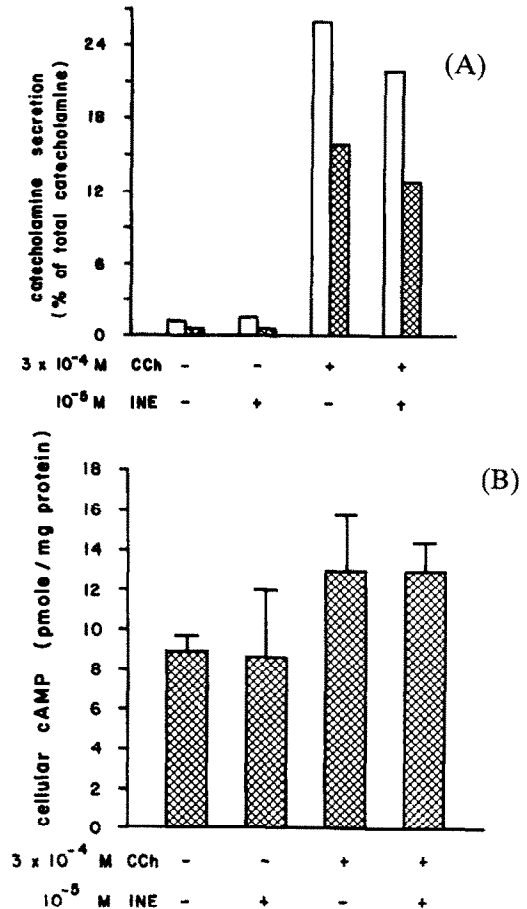 (A)
catecholamine secretion
(% of total catecholamine)
24
18
12
6
0
3 x 10⁻⁴ M CCh - - + +
10⁻⁵ M INE - + - +
(B)
cellular cAMP (pmole/mg protein)
18
16
14
12
10
8
6
4
2
0
3 x 10⁻⁴ M CCh - - + +
10⁻⁵ M INE - + - +